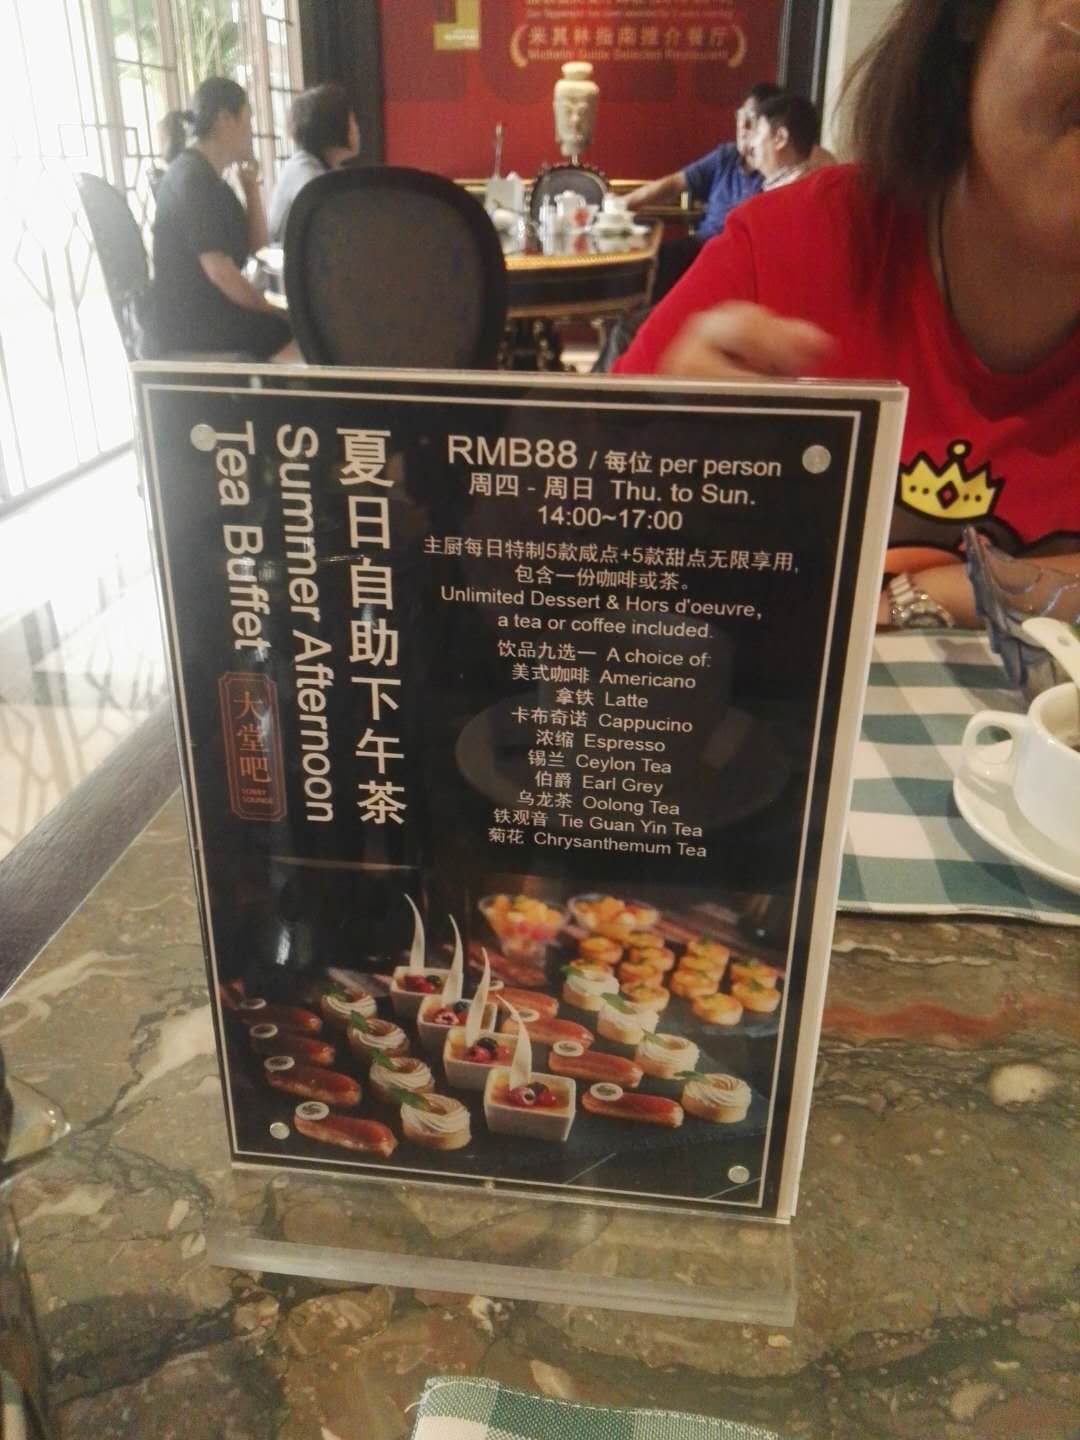 米其林指南推介餐厅
Michelin Guide Selected Restaurant
夏日自助下午茶
Summer Afternoon
Tea Buffet
大堂吧
LOBBY
LOUNGE
RMB88 / 每位 per person
周四 - 周日 Thu. to Sun.
14:00~17:00
主厨每日特制5款咸点+5款甜点无限享用,
包含一份咖啡或茶。
Unlimited Dessert & Hors d'oeuvre,
a tea or coffee included.
饮品九选一 A choice of:
美式咖啡 Americano
拿铁 Latte
卡布奇诺 Cappucino
浓缩 Espresso
锡兰 Ceylon Tea
伯爵 Earl Grey
乌龙茶 Oolong Tea
铁观音 Tie Guan Yin Tea
菊花 Chrysanthemum Tea